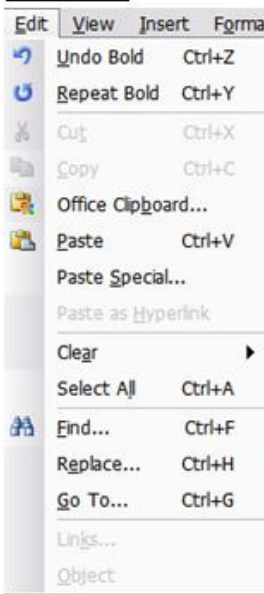 Edit View Insert Forma
Undo Bold Ctrl+Z
Repeat Bold Ctrl+Y
Cut Ctrl+X
Copy Ctrl+C
Office Clipboard...
Paste Ctrl+V
Paste Special...
Paste as Hyperlink
Clear
Select All Ctrl+A
Find... Ctrl+F
Replace... Ctrl+H
Go To... Ctrl+G
Links...
Object